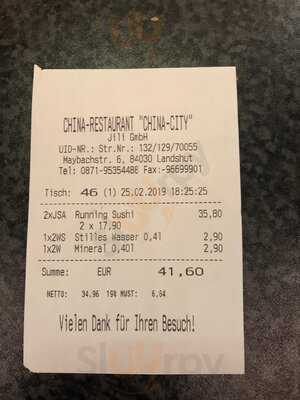 CHINA-RESTAURANT "CHINA-CITY"
Jili GmbH
UID-NR.: Str.Nr.: 132/129/70055
Maybachstr. 6, 84030 Landshut
Tel: 0871-95354488 Fax:-96699901
Tisch: 46 (1) 25.02.2019 18:25:25
2xJSA Running Sushi 35,80
2 x 17,90
1x2WS Stilles Wasser 0,4l 2,90
1x2W Mineral 0,40l 2,90
Summe: EUR 41,60
NETTO: 34.96 19% MWST: 6,64
Vielen Dank für Ihren Besuch!
Sluurpy